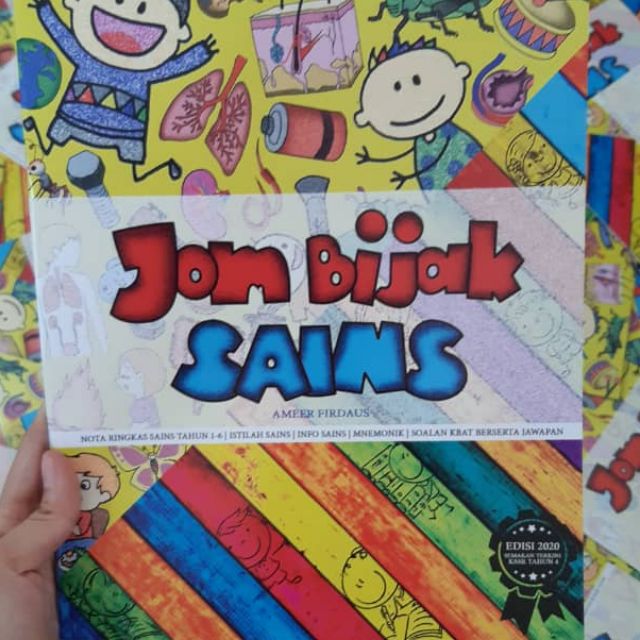 Jom Bijak
SAINS
AMEER FIRDAUS
NOTA RINGKAS SAINS TAHUN 1-6 | ISTILAH SAINS | INFO SAINS | MNEMONIK | SOALAN KBAT BERSERTA JAWAPAN
EDISI 2020
SEMAKAN TERKINI
KSSR TAHUN 4